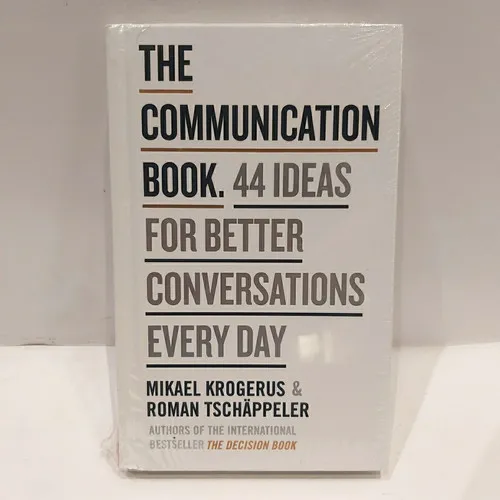 THE
COMMUNICATION
BOOK. 44 IDEAS
FOR BETTER
CONVERSATIONS
EVERY DAY
MIKAEL KROGERUS &
ROMAN TSCHÄPPELER
AUTHORS OF THE INTERNATIONAL
BESTSELLER THE DECISION BOOK